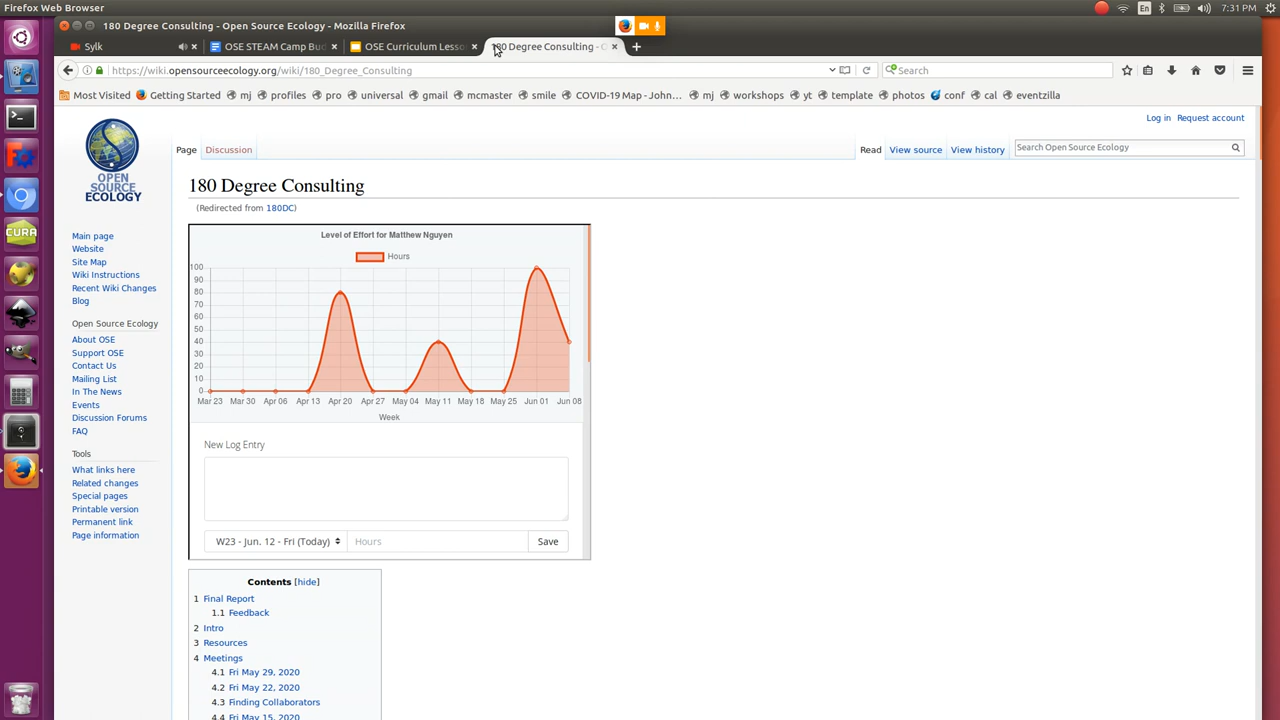 Firefox Web Browser
En
7:31 PM
180 Degree Consulting - Open Source Ecology - Mozilla Firefox
Sylk
OSE STEAM Camp Bu
OSE Curriculum Lesso
180 Degree Consulting - O
https://wiki.opensourceecology.org/wiki/180_Degree_Consulting
Search
Most Visited
Getting Started
mj
profiles
pro
universal
gmail
mcmaster
smile
COVID-19 Map - John...
mj
workshops
yt
template
photos
conf
cal
eventzilla
CURA
OPEN SOURCE ECOLOGY
Log in
Request account
Page
Discussion
Read
View source
View history
Search Open Source Ecology
180 Degree Consulting
(Redirected from 180DC)
Main page
Website
Site Map
Wiki Instructions
Recent Wiki Changes
Blog
Open Source Ecology
About OSE
Support OSE
Contact Us
Mailing List
In The News
Events
Discussion Forums
FAQ
Tools
What links here
Related changes
Special pages
Printable version
Permanent link
Page information
Level of Effort for Matthew Nguyen
Hours
100
90
80
70
60
50
40
30
20
10
0
Mar 23 Mar 30 Apr 06 Apr 13 Apr 20 Apr 27 May 04 May 11 May 18 May 25 Jun 01 Jun 08
Week
New Log Entry
W23 - Jun. 12 - Fri (Today)
Hours
Save
Contents [hide]
1 Final Report
1.1 Feedback
2 Intro
3 Resources
4 Meetings
4.1 Fri May 29, 2020
4.2 Fri May 22, 2020
4.3 Finding Collaborators
4.4 Fri May 15, 2020